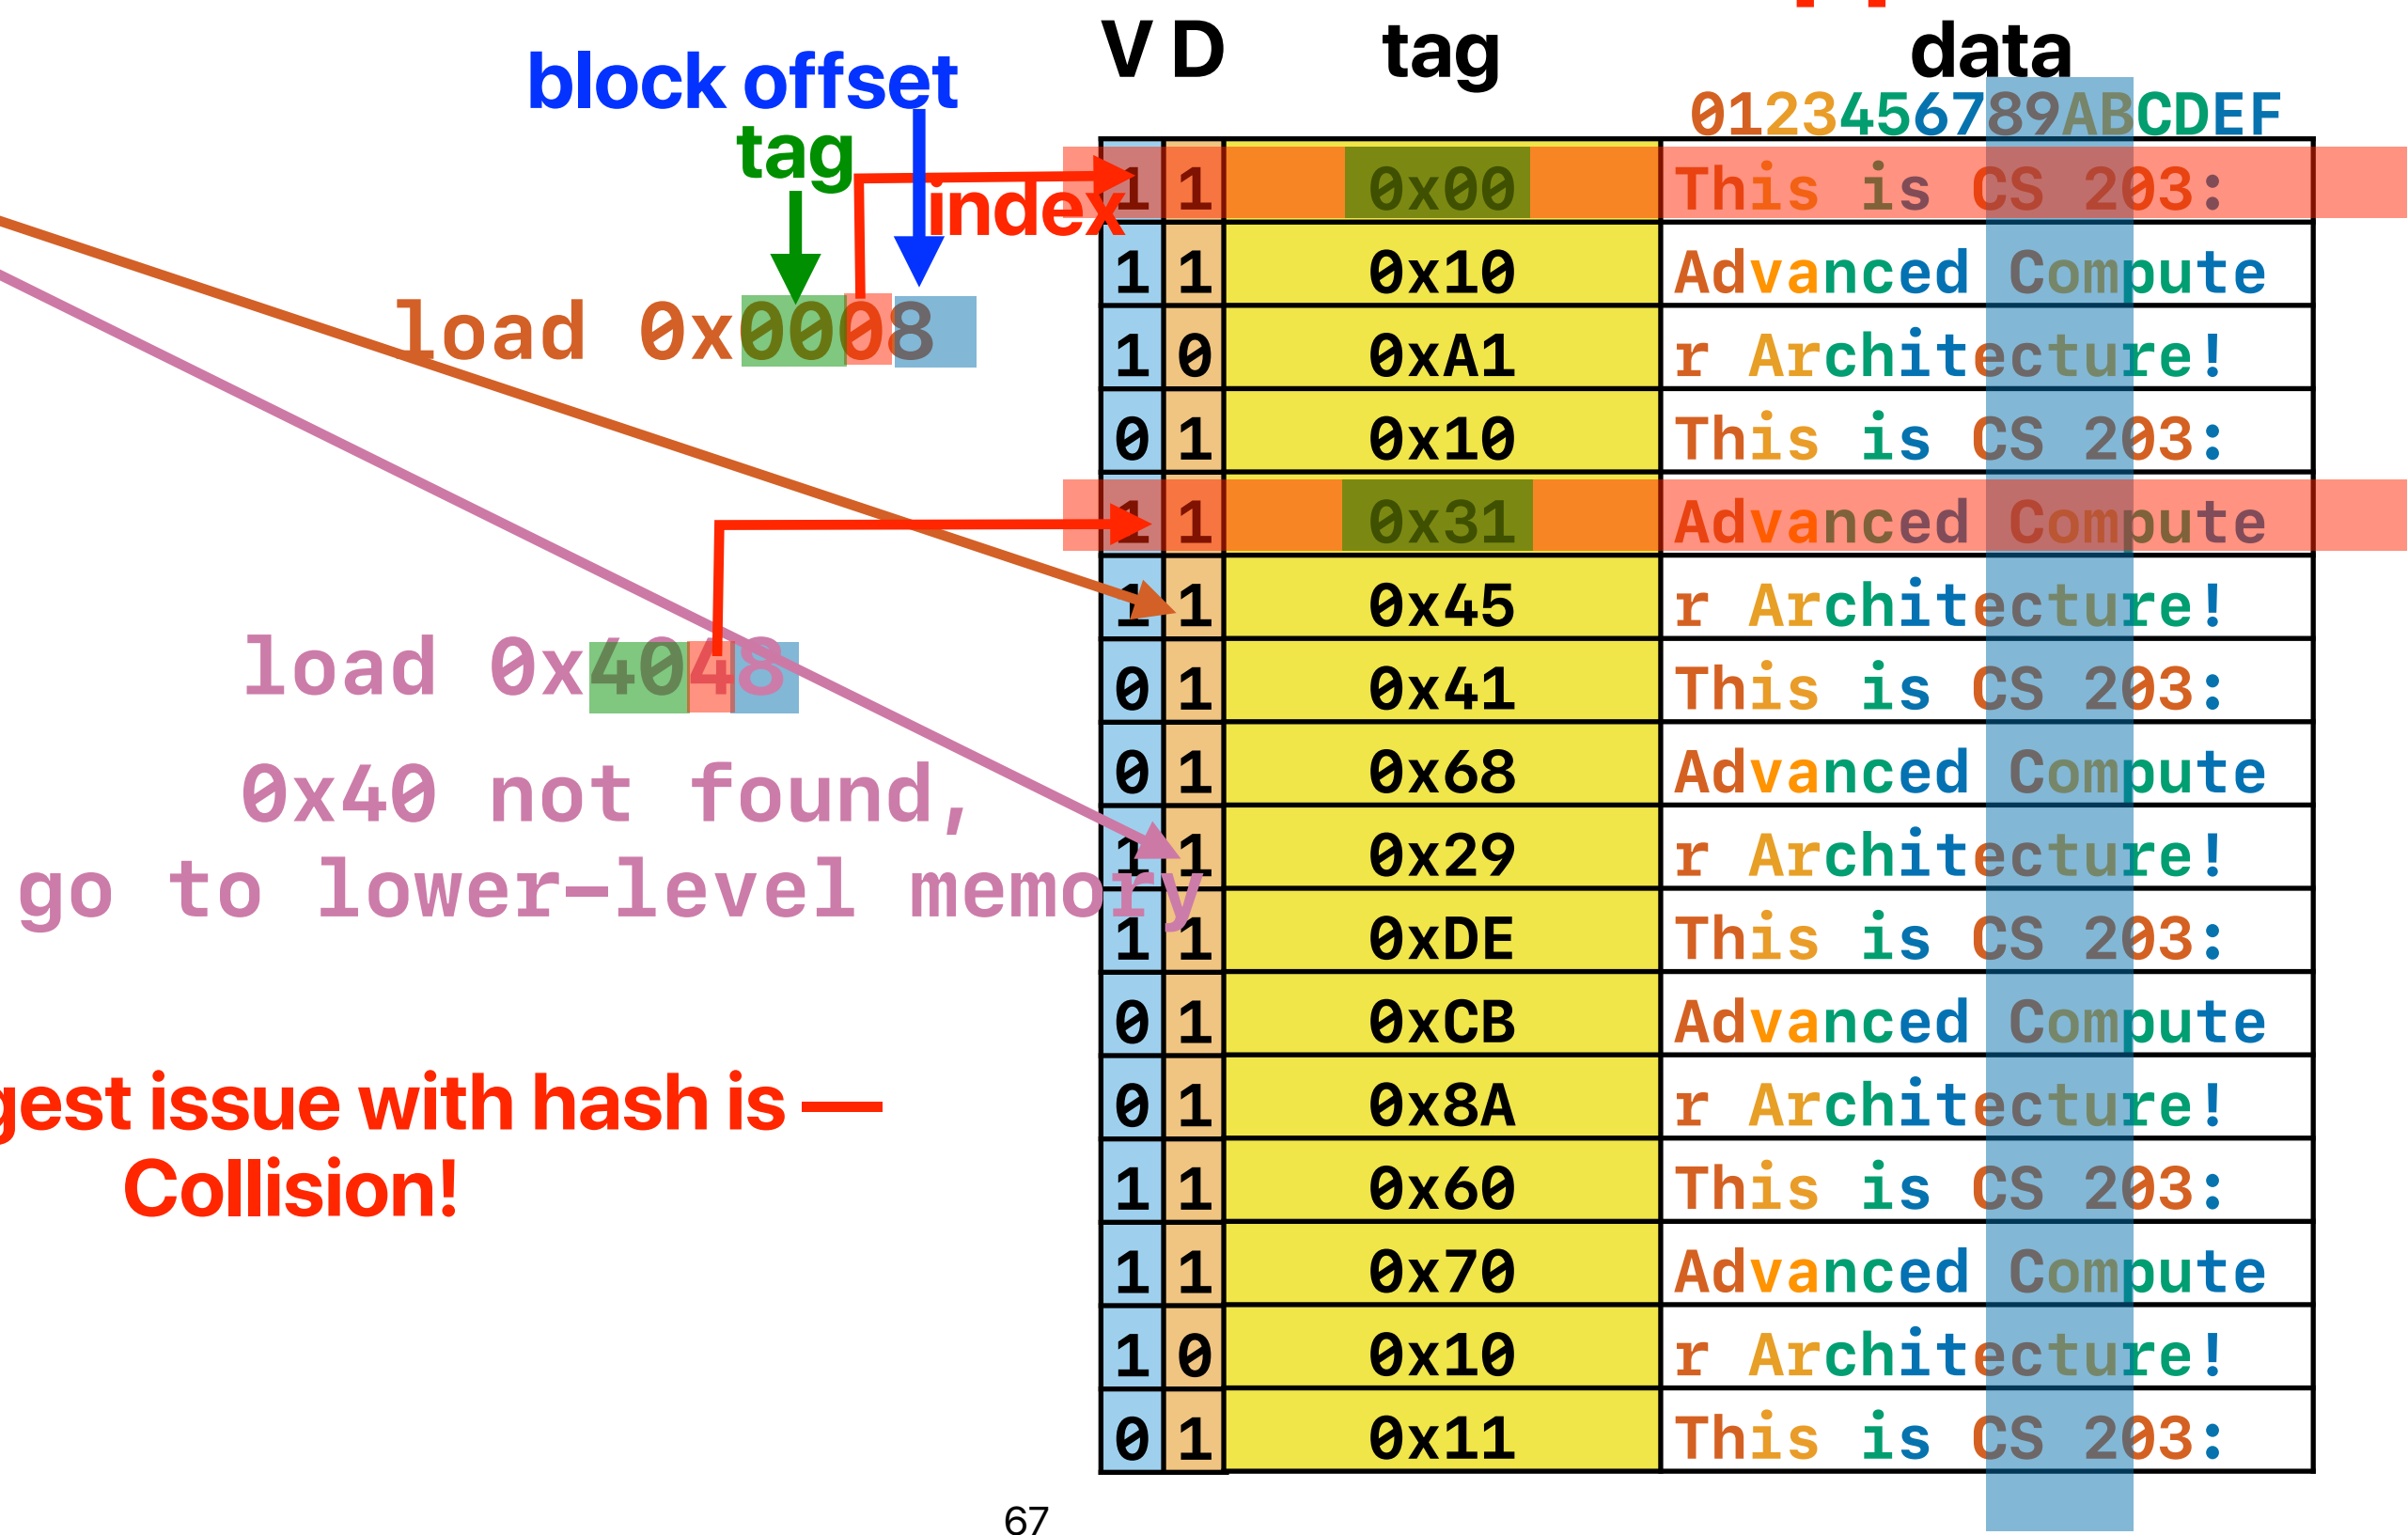 block offset
tag
index
load 0x0008
load 0x4048
0x40 not found,
go to lower-level memory
gest issue with hash is —
Collision!
V D tag data
0123456789ABCDEF
1 1 0x00 This is CS 203:
1 1 0x10 Advanced Compute
1 0 0xA1 r Architecture!
0 1 0x10 This is CS 203:
1 1 0x31 Advanced Compute
1 1 0x45 r Architecture!
0 1 0x41 This is CS 203:
0 1 0x68 Advanced Compute
1 1 0x29 r Architecture!
1 1 0xDE This is CS 203:
0 1 0xCB Advanced Compute
0 1 0x8A r Architecture!
1 1 0x60 This is CS 203:
1 1 0x70 Advanced Compute
1 0 0x10 r Architecture!
0 1 0x11 This is CS 203:
67